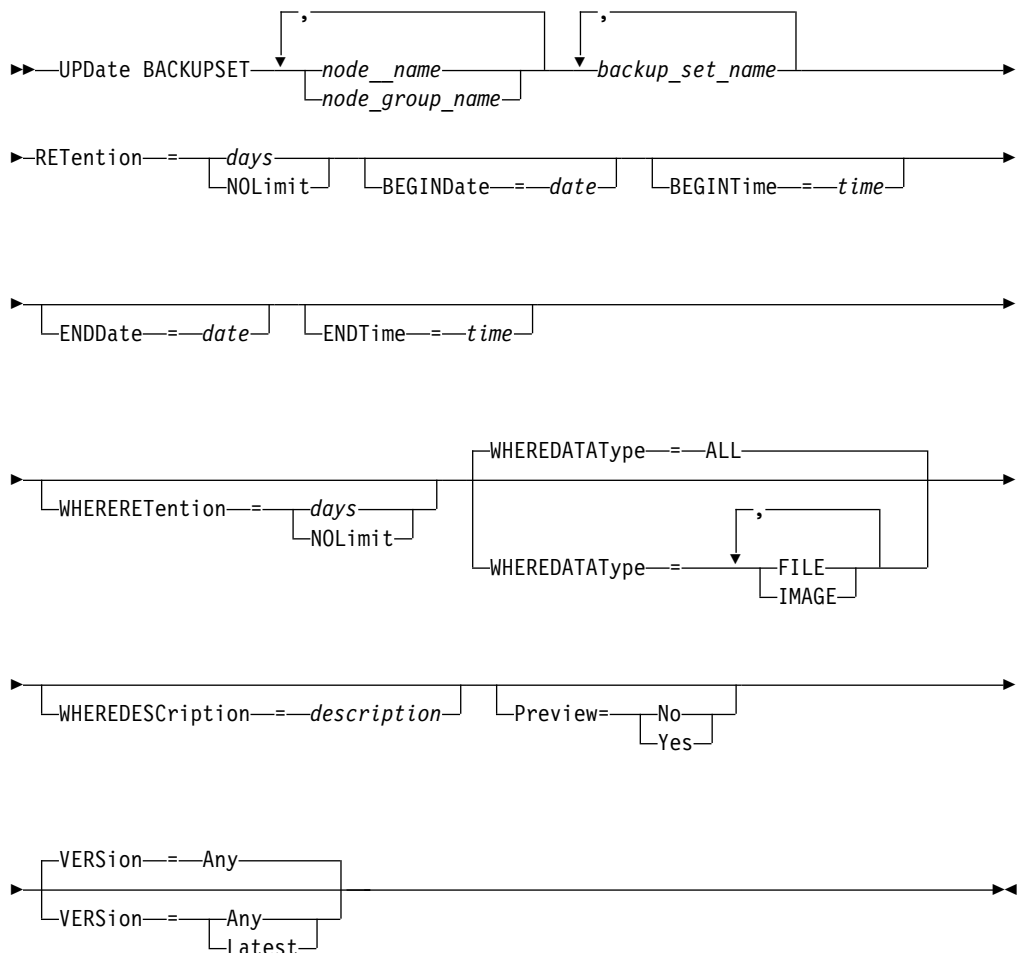 , ,
UPDate BACKUPSET node__name backup_set_name
node_group_name
RETention = days
NOLimit BEGINDate = date BEGINTime = time
ENDDate = date ENDTime = time
WHEREDATAType = ALL
WHERERETention = days ,
NOLimit WHEREDATAType = FILE
IMAGE
WHEREDESCription = description Preview= No
Yes
VERSion = Any
VERSion = Any
Latest